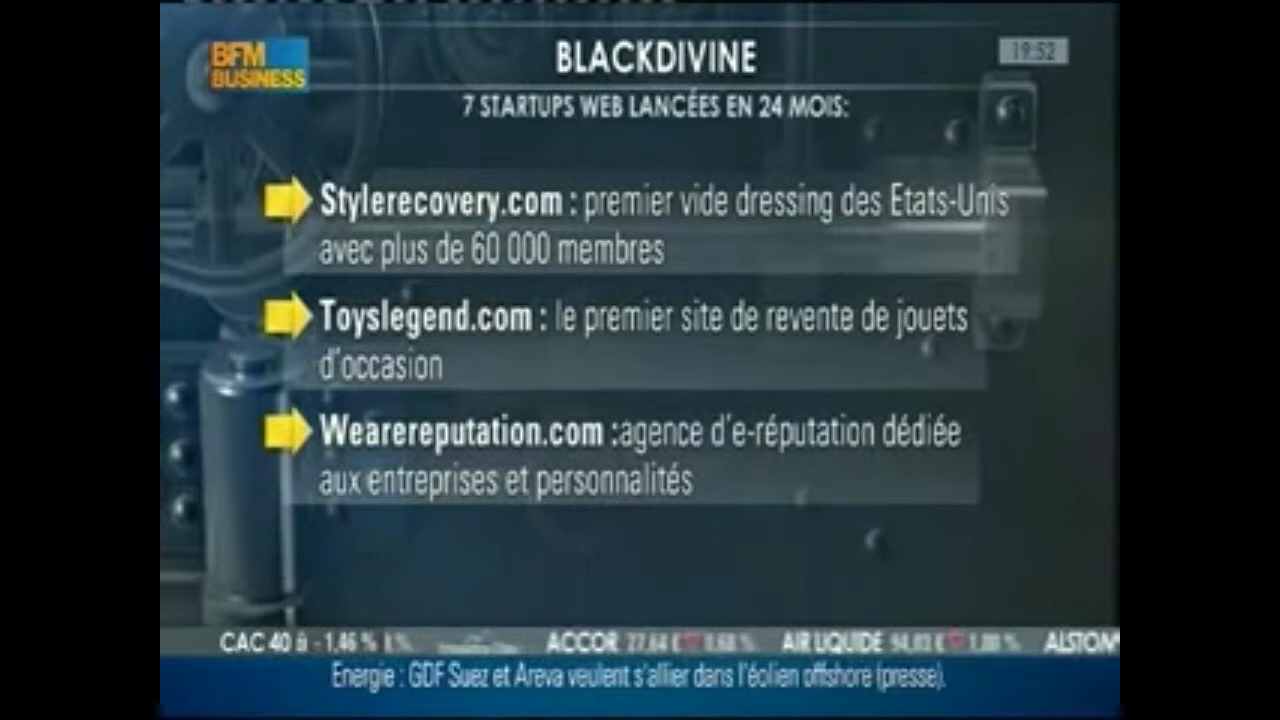 BFM
BUSINESS
BLACKDIVINE
19:52
7 STARTUPS WEB LANCÉES EN 24 MOIS:
Stylerecovery.com : premier vide dressing des Etats-Unis
avec plus de 60 000 membres
Toyslegend.com : le premier site de revente de jouets
d'occasion
Wearereputation.com :agence d'e-réputation dédiée
aux entreprises et personnalités
CAC 40 à -1,46 % ACCOR 27.64 € 0.60 % AIR LIQUIDE 94.03 € 1.00 % ALSTOM
Energie : GDF Suez et Areva veulent s'allier dans l'éolien offshore (presse).